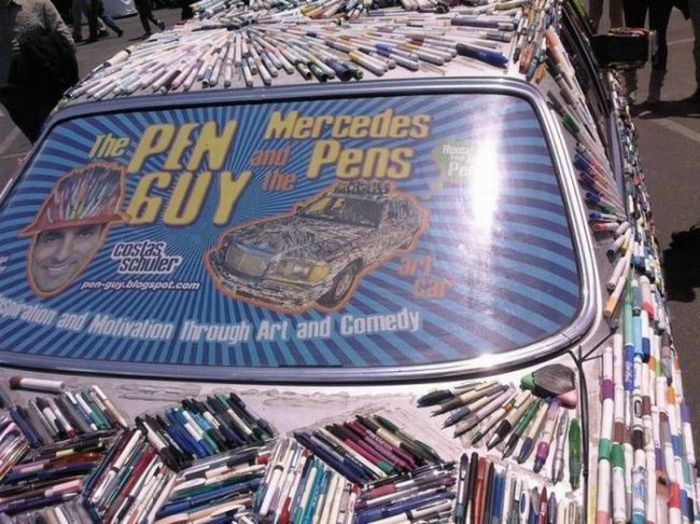 The PEN GUY
and the
Mercedes Pens
costas schuler
pen-guy.blogspot.com
art car
and Motivation Through Art and Comedy